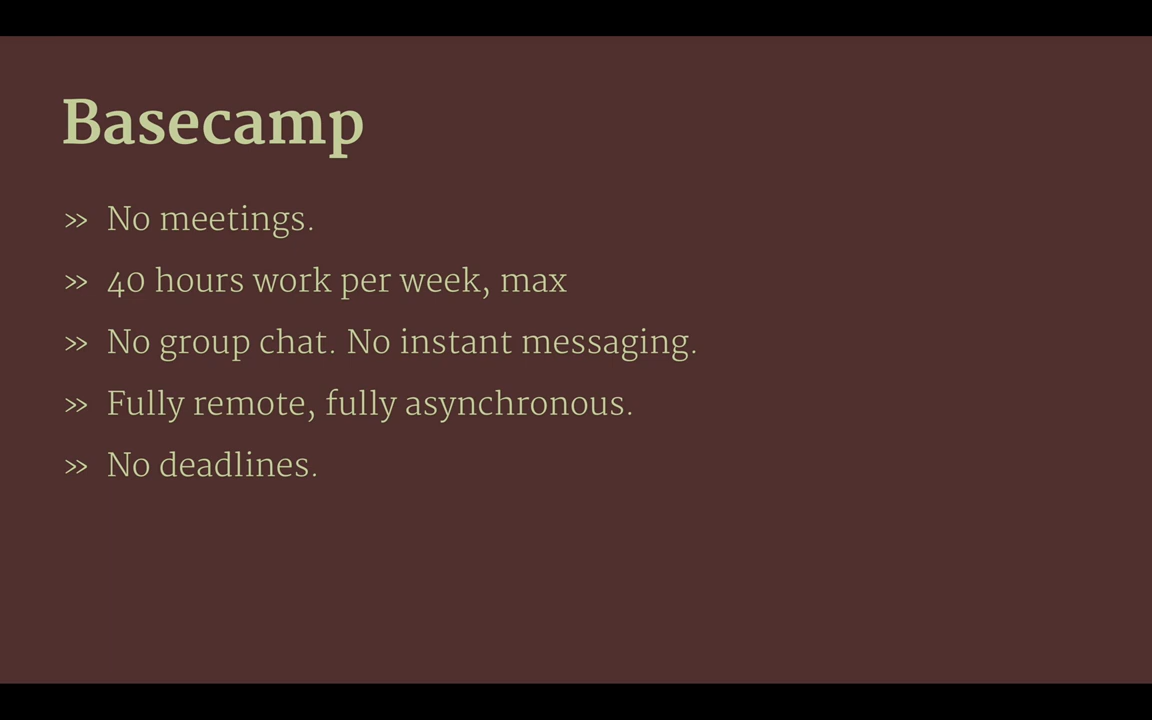 Basecamp
» No meetings.
» 40 hours work per week, max
» No group chat. No instant messaging.
» Fully remote, fully asynchronous.
» No deadlines.